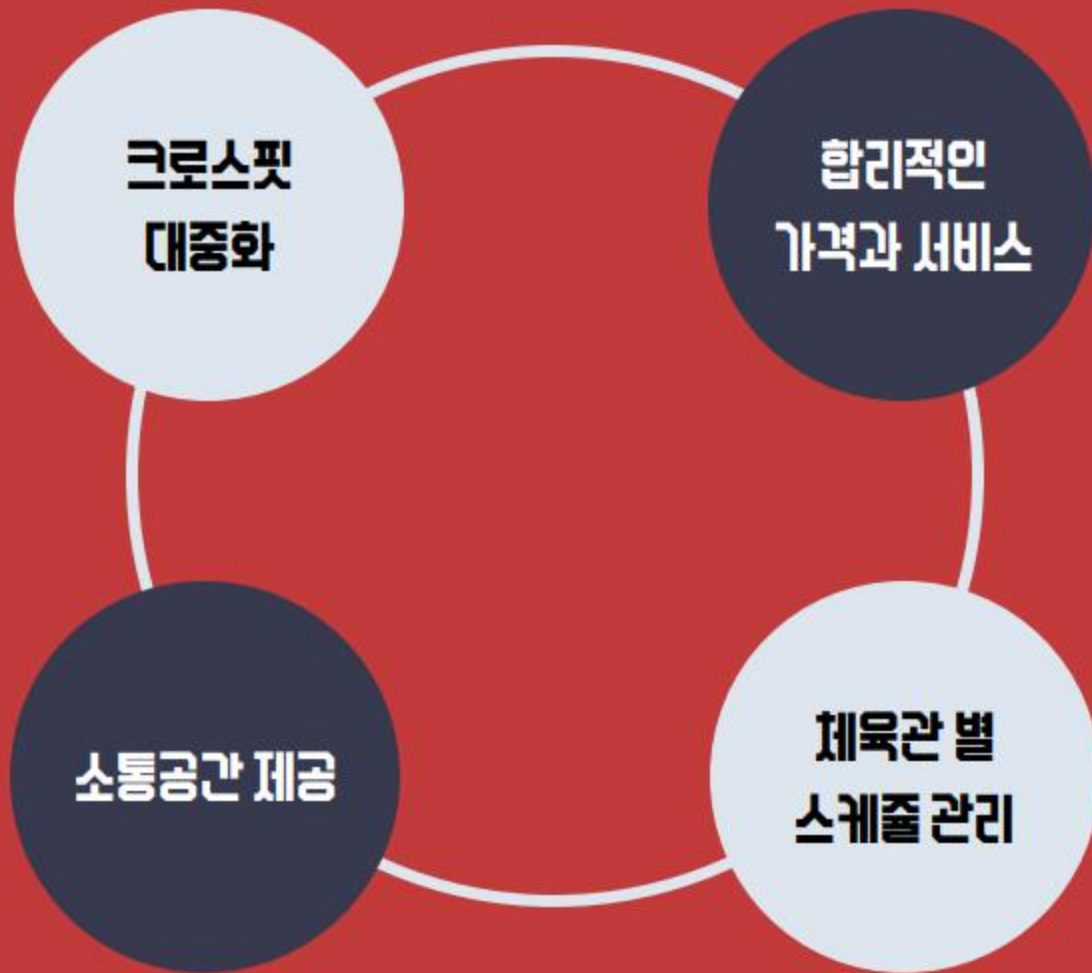 크로스핏
대중화
합리적인
가격과 서비스
소통공간 제공
체육관 별
스케줄 관리